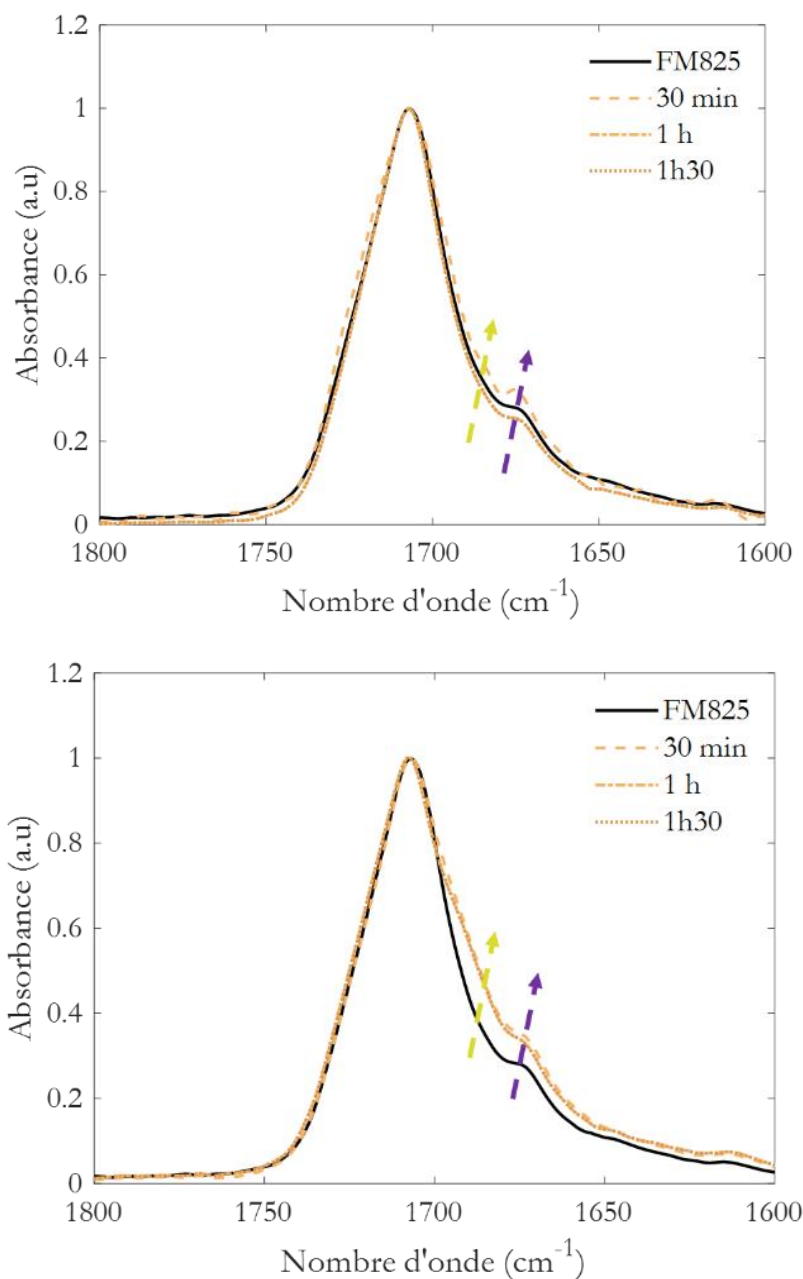 1.2
1
0.8
0.6
0.4
0.2
0
Absorbance (a.u)
FM825
30 min
1 h
1h30
1800 1750 1700 1650 1600
Nombre d'onde (cm-1)
1.2
1
0.8
0.6
0.4
0.2
0
Absorbance (a.u)
FM825
30 min
1 h
1h30
1800 1750 1700 1650 1600
Nombre d'onde (cm-1)